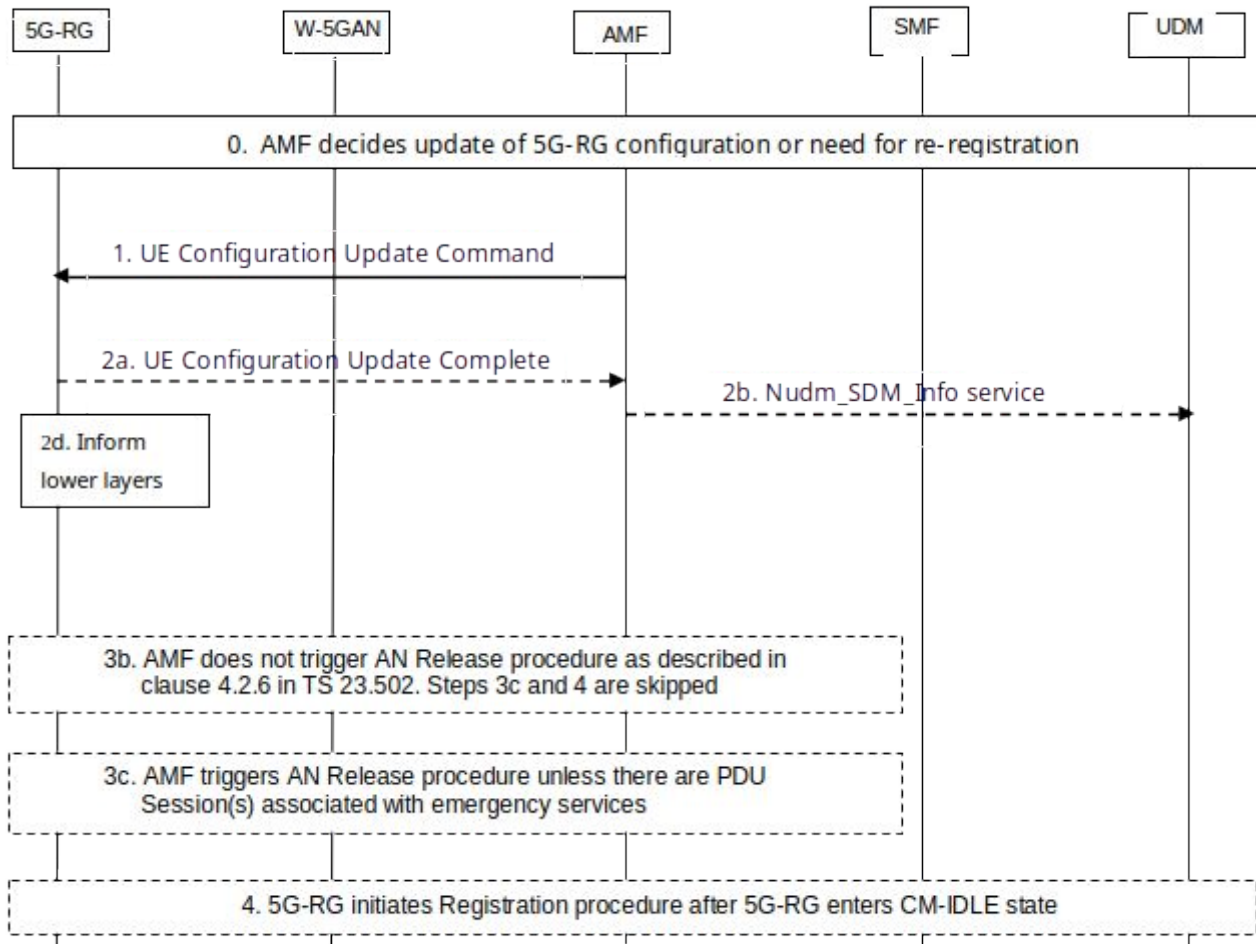 5G-RG
W-5GAN
AMF
SMF
UDM
0. AMF decides update of 5G-RG configuration or need for re-registration
1. UE Configuration Update Command
2a. UE Configuration Update Complete
2b. Nudm_SDM_Info service
2d. Inform
lower layers
3b. AMF does not trigger AN Release procedure as described in
clause 4.2.6 in TS 23.502. Steps 3c and 4 are skipped
3c. AMF triggers AN Release procedure unless there are PDU
Session(s) associated with emergency services
4. 5G-RG initiates Registration procedure after 5G-RG enters CM-IDLE state